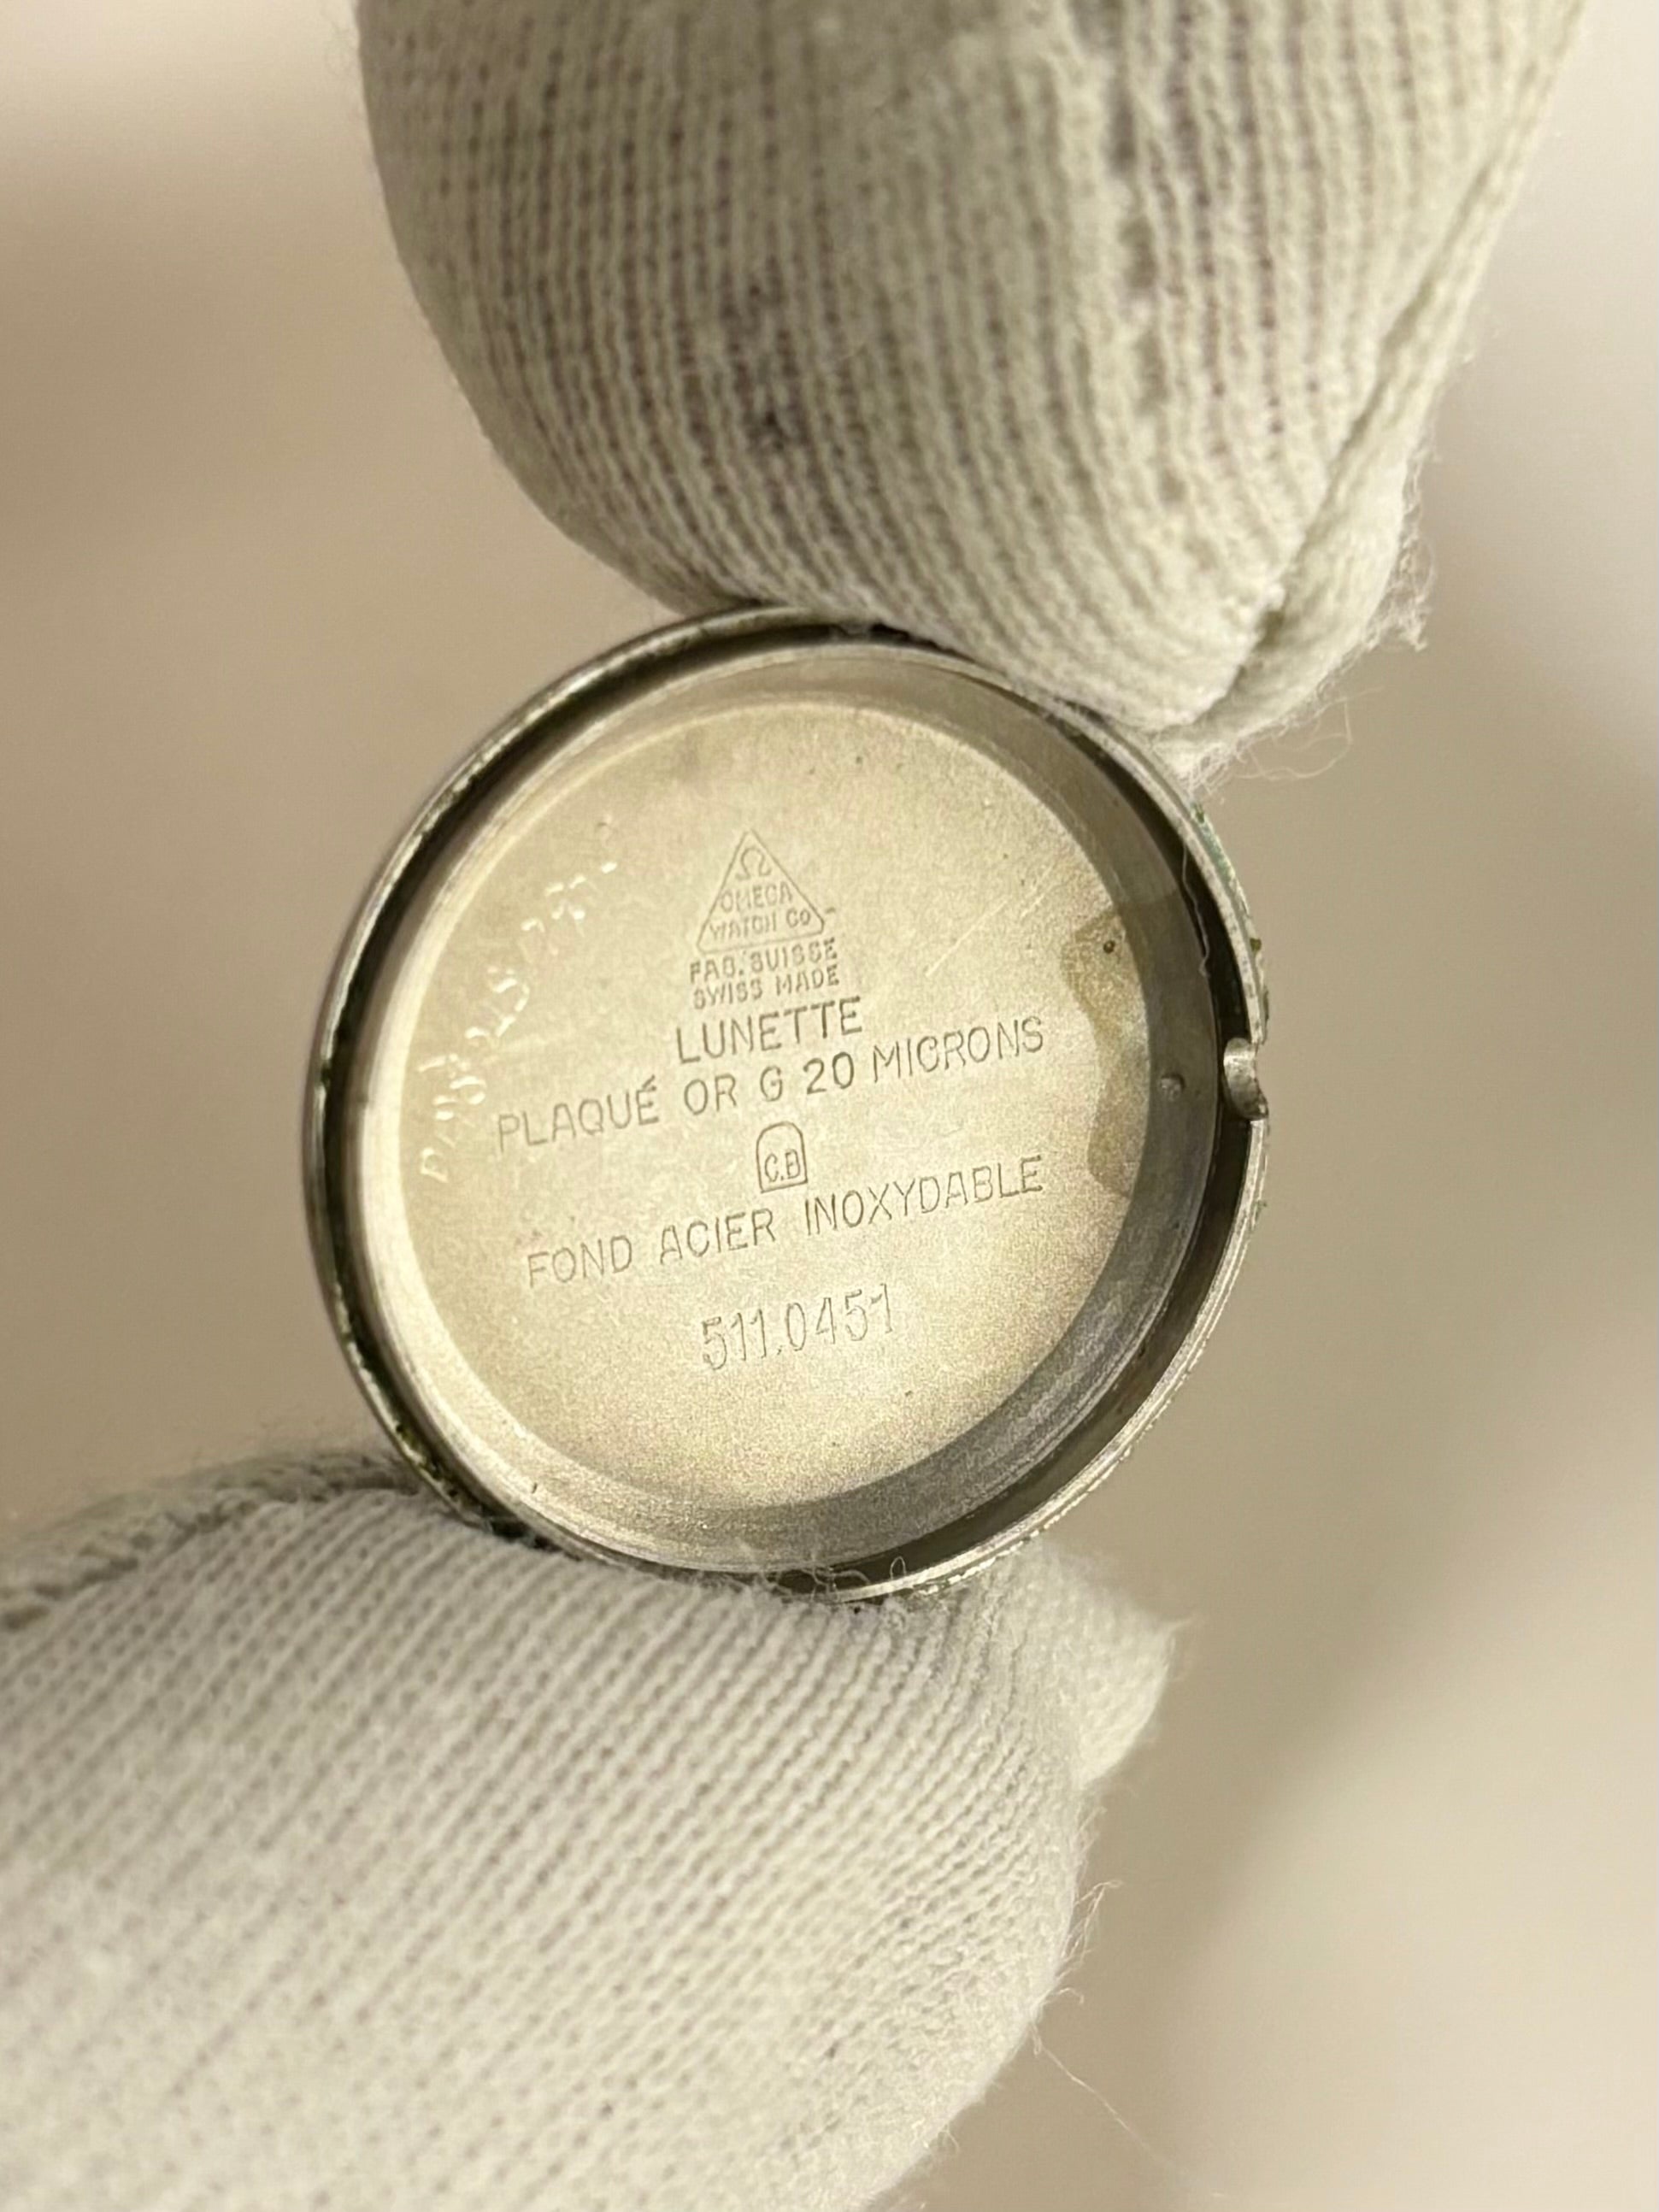 Ω
OMEGA
WATCH Co
FAB. SUISSE
SWISS MADE
LUNETTE
PLAQUÉ OR G 20 MICRONS
C.B
FOND ACIER INOXYDABLE
511.0451